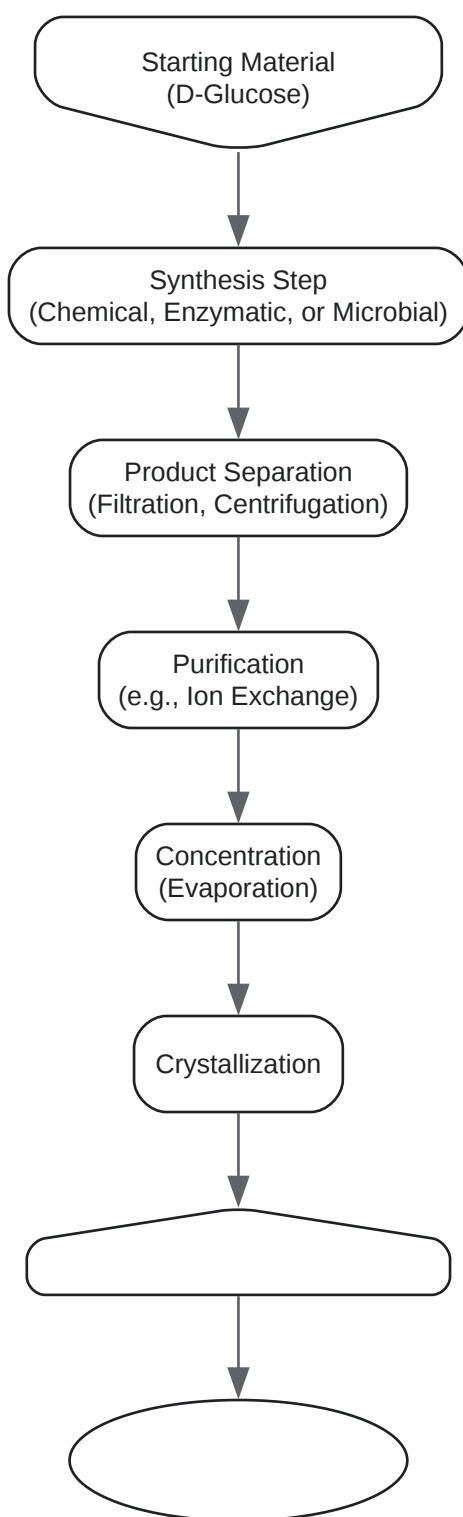 Starting Material
(D-Glucose)
Synthesis Step
(Chemical, Enzymatic, or Microbial)
Product Separation
(Filtration, Centrifugation)
Purification
(e.g., Ion Exchange)
Concentration
(Evaporation)
Crystallization